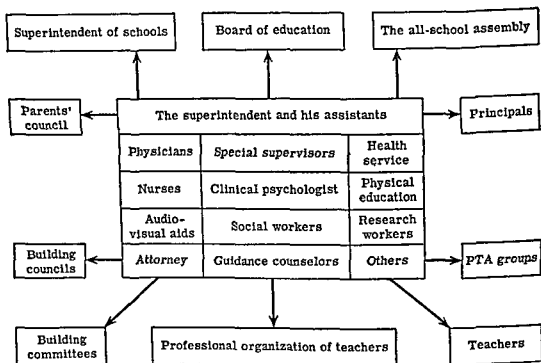 Superintendent of schools
Board of education
The all-school assembly
Parents'
council
The superintendent and his assistants
Principals
Physicians
Special supervisors
Health
service
Nurses
Clinical psychologist
Physical
education
Audio-
visual aids
Social workers
Research
workers
Building
councils
Attorney
Guidance counselors
Others
PTA groups
Building
committees
Professional organization of teachers
Teachers